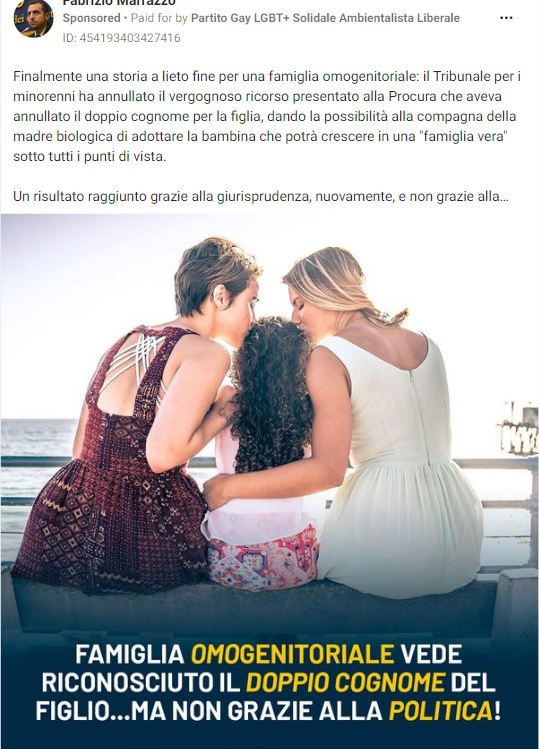 Fabrizio Marrazzo
Sponsored • Paid for by Partito Gay LGBT+ Solidale Ambientalista Liberale
ID: 454193403427416
Finalmente una storia a lieto fine per una famiglia omogenitoriale: il Tribunale per i
minorenni ha annullato il vergognoso ricorso presentato alla Procura che aveva
annullato il doppio cognome per la figlia, dando la possibilità alla compagna della
madre biologica di adottare la bambina che potrà crescere in una "famiglia vera"
sotto tutti i punti di vista.
Un risultato raggiunto grazie alla giurisprudenza, nuovamente, e non grazie alla...
FAMIGLIA OMOGENITORIALE VEDE
RICONOSCIUTO IL DOPPIO COGNOME DEL
FIGLIO...MA NON GRAZIE ALLA POLITICA!